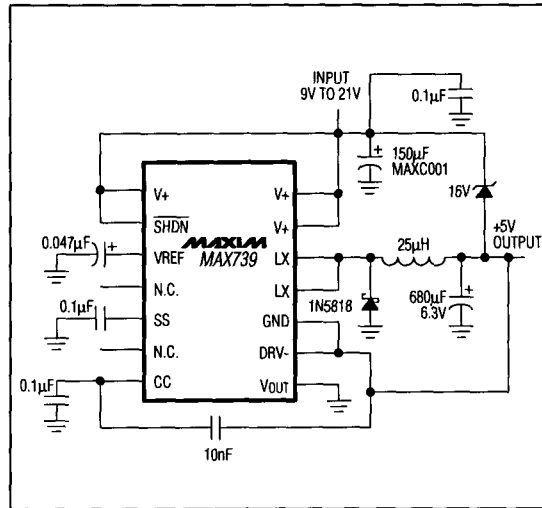 INPUT
9V TO 21V
0.1µF
150µF
MAXC001
V+
V+
16V
SHDN
V+
+5V
OUTPUT
0.047µF
MAXIM
MAX739
25µH
VREF
LX
N.C.
LX
680µF
6.3V
1N5818
0.1µF
SS
GND
N.C.
DRV-
0.1µF
CC
VOUT
10nF